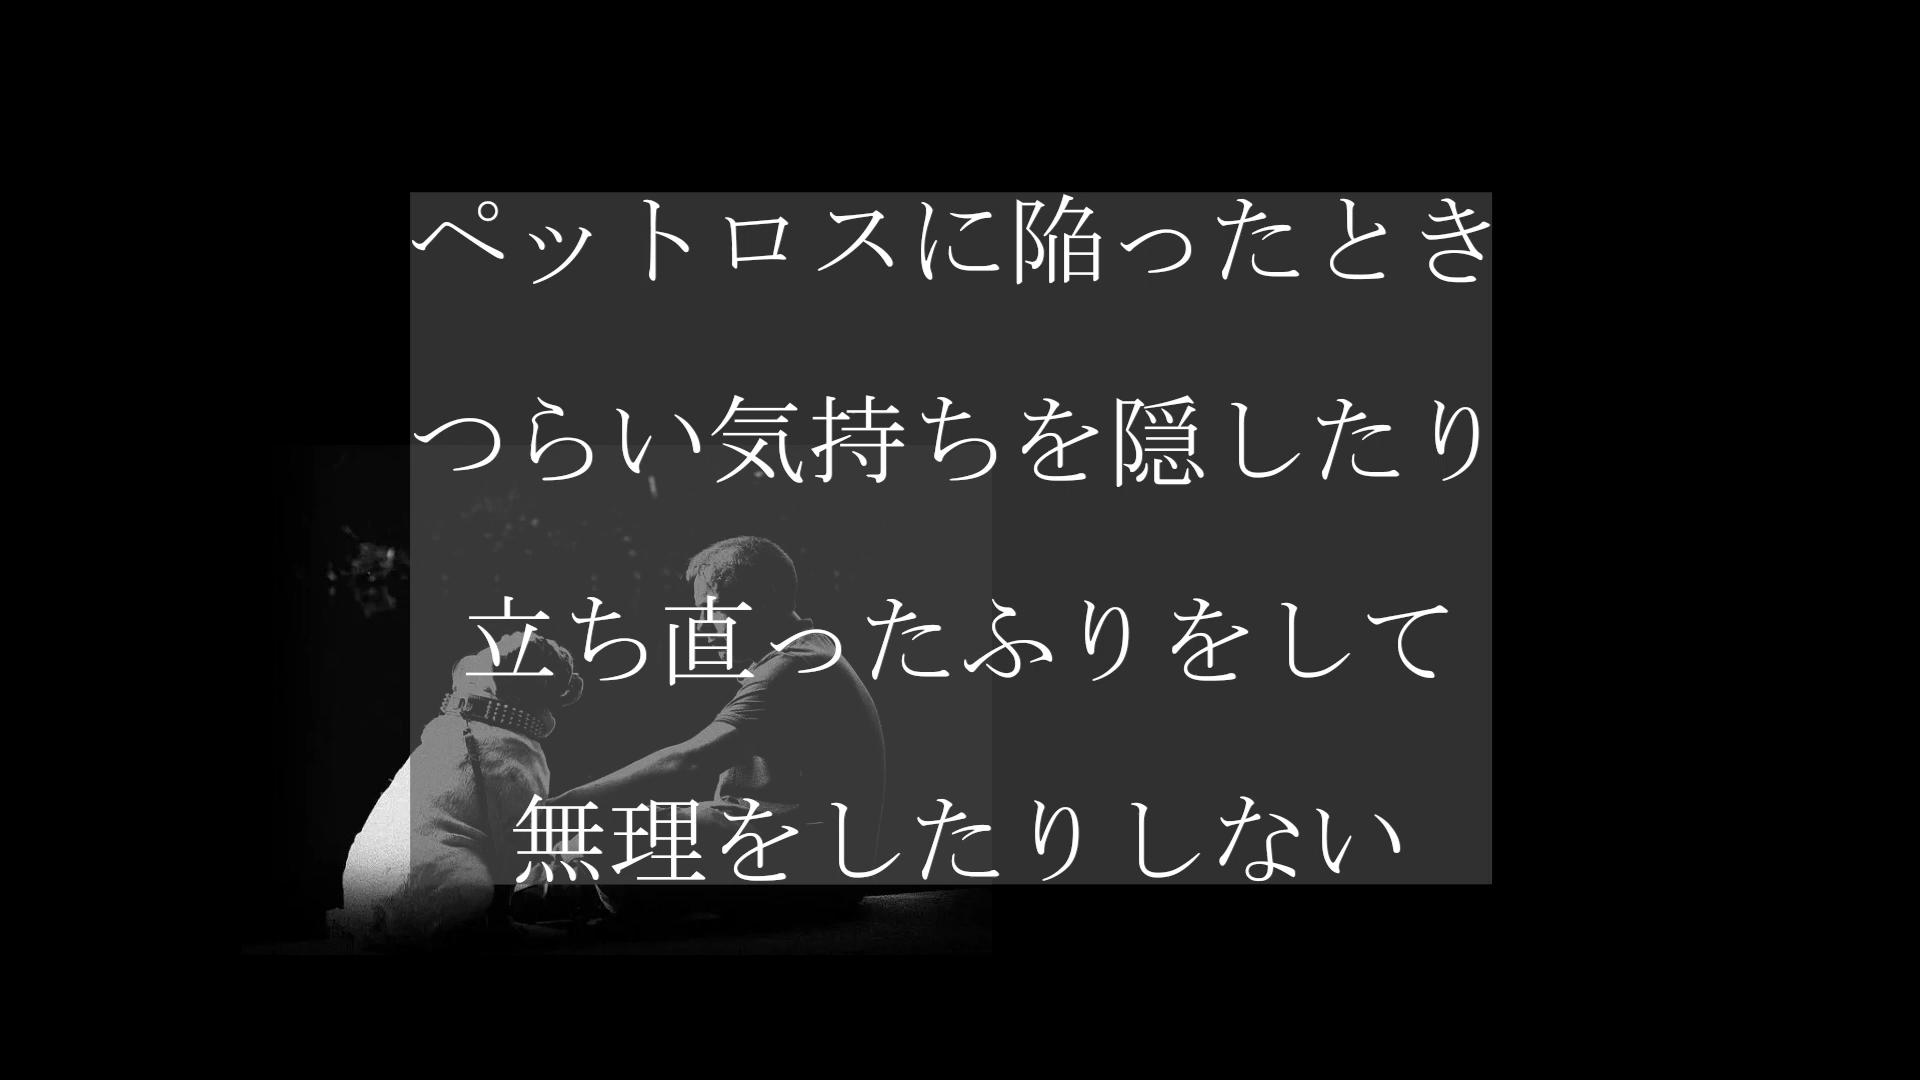 ペットロスに陥ったとき
つらい気持ちを隠したり
立ち直ったふりをして
無理をしたりしない